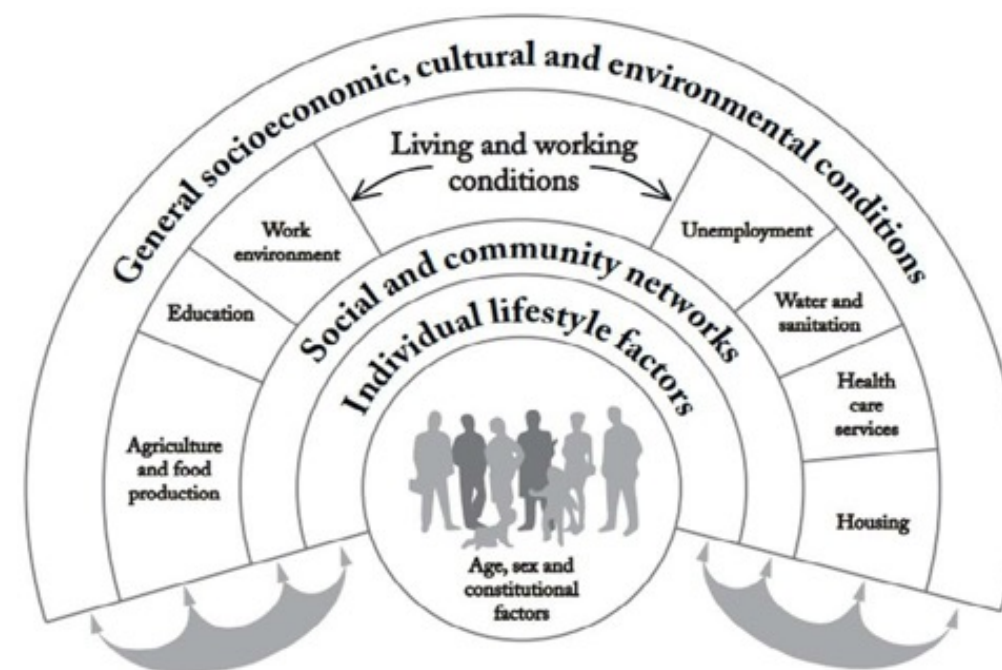 General socioeconomic, cultural and environmental conditions
Living and working
conditions
Work
environment
Education
Agriculture
and food
production
Unemployment
Water and
sanitation
Health
care
services
Housing
Social and community networks
Individual lifestyle factors
Age, sex and
constitutional
factors